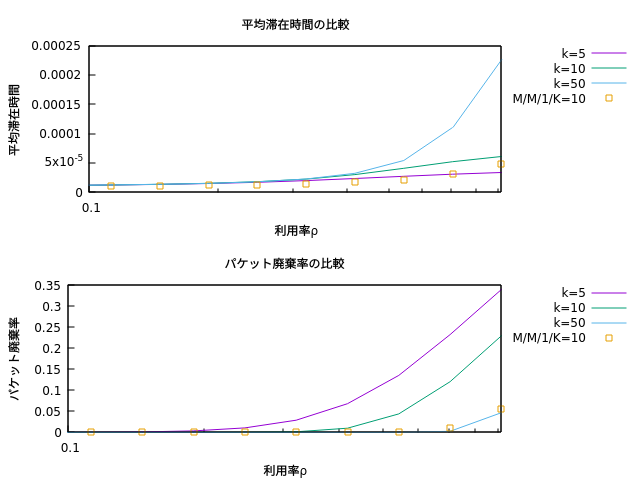 平均滞在時間の比較
平均滞在時間
0.00025
0.0002
0.00015
0.0001
5x10-5
0
0.1
利用率ρ
k=5
k=10
k=50
M/M/1/K=10
パケット廃棄率の比較
パケット廃棄率
0.35
0.3
0.25
0.2
0.15
0.1
0.05
0
0.1
利用率ρ
k=5
k=10
k=50
M/M/1/K=10